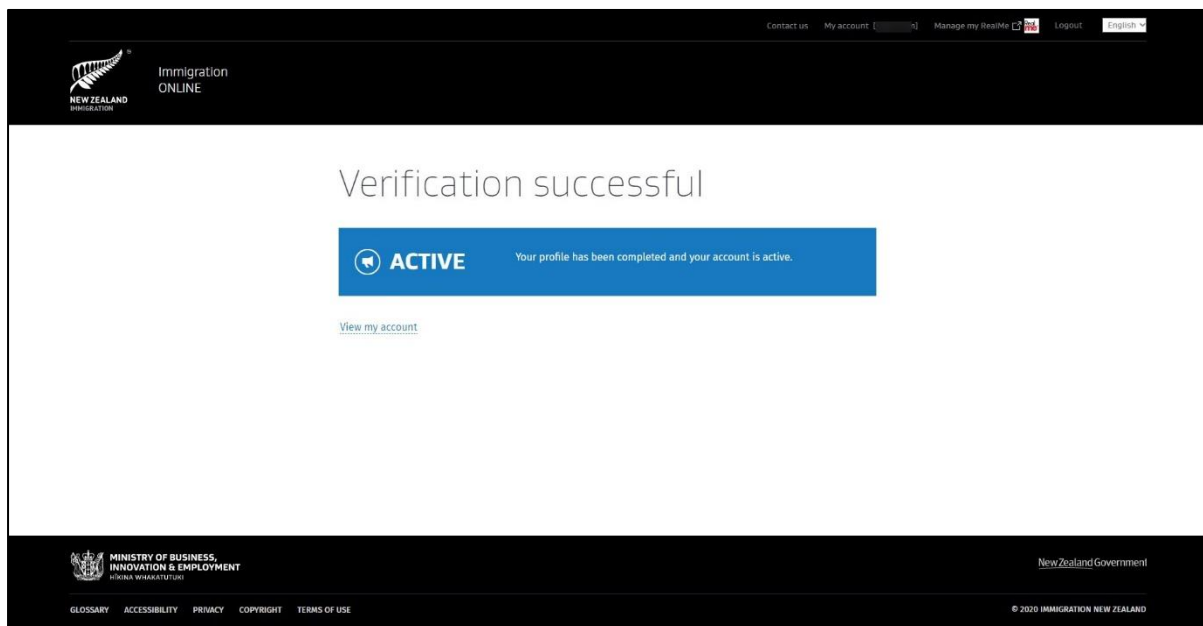 Contact us My account [ n] Manage my RealMe Real me Logout English
®
NEW ZEALAND
IMMIGRATION
Immigration
ONLINE
Verification successful
ACTIVE Your profile has been completed and your account is active.
View my account
MINISTRY OF BUSINESS,
INNOVATION & EMPLOYMENT
HĪKINA WHAKATUTUKI
New Zealand Government
GLOSSARY ACCESSIBILITY PRIVACY COPYRIGHT TERMS OF USE
© 2020 IMMIGRATION NEW ZEALAND